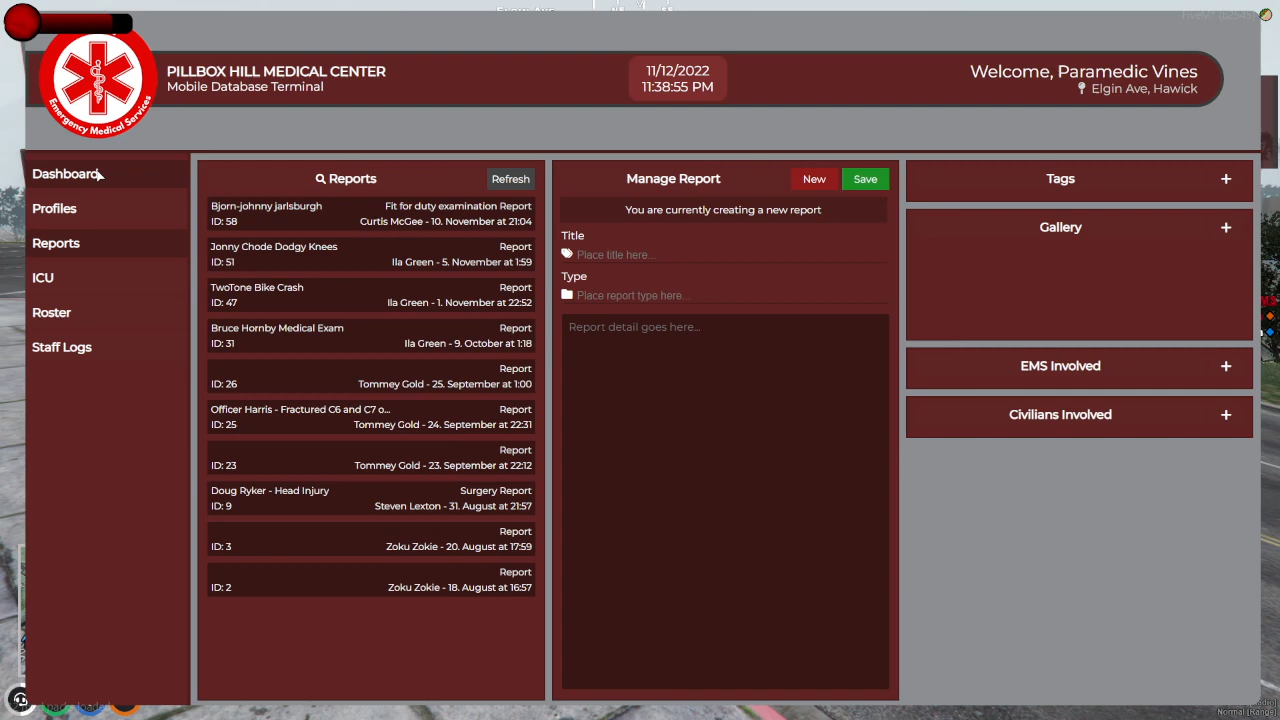 FiveM® (b2545)
Emergency Medical Services
PILLBOX HILL MEDICAL CENTER
Mobile Database Terminal
11/12/2022
11:38:55 PM
Welcome, Paramedic Vines
Elgin Ave, Hawick
Dashboard
Profiles
Reports
ICU
Roster
Staff Logs
Reports
Refresh
Bjorn-johnny jarlsburgh Fit for duty examination Report
ID: 58 Curtis McGee - 10. November at 21:04
Jonny Chode Dodgy Knees Report
ID: 51 Ila Green - 5. November at 1:59
TwoTone Bike Crash Report
ID: 47 Ila Green - 1. November at 22:52
Bruce Hornby Medical Exam Report
ID: 31 Ila Green - 9. October at 1:18
Report
ID: 26 Tommey Gold - 25. September at 1:00
Officer Harris - Fractured C6 and C7 o... Report
ID: 25 Tommey Gold - 24. September at 22:31
Report
ID: 23 Tommey Gold - 23. September at 22:12
Doug Ryker - Head Injury Surgery Report
ID: 9 Steven Lexton - 31. August at 21:57
Report
ID: 3 Zoku Zokie - 20. August at 17:59
Report
ID: 2 Zoku Zokie - 18. August at 16:57
Manage Report
New
Save
You are currently creating a new report
Title
Place title here...
Type
Place report type here...
Report detail goes here...
Tags +
Gallery +
EMS Involved +
Civilians Involved +
Normal [Range]